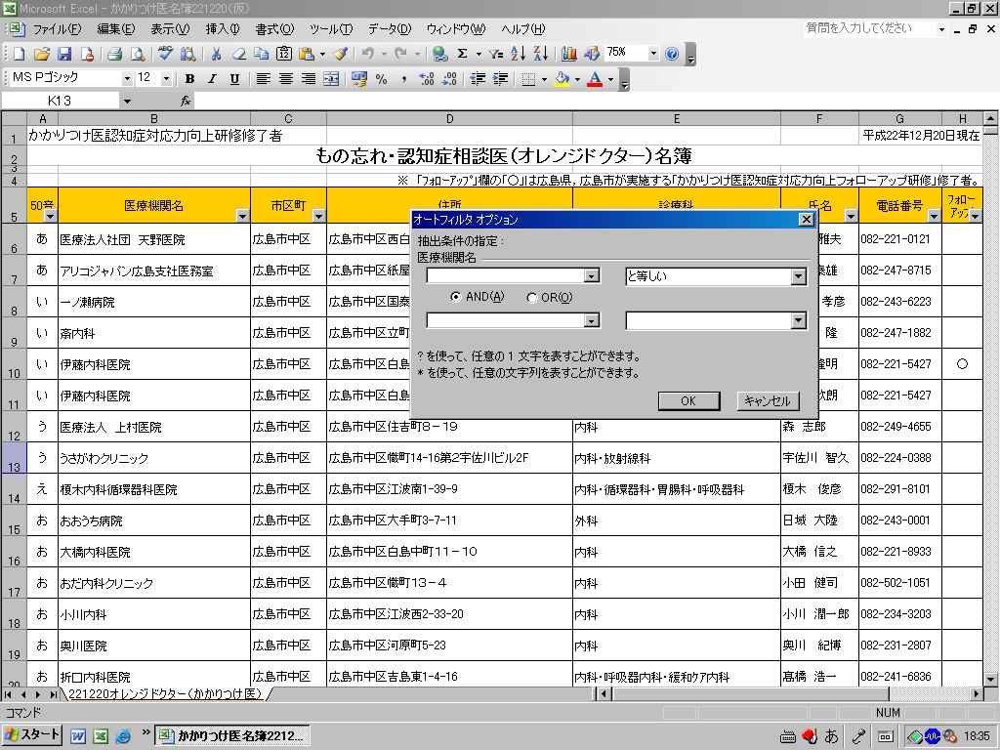 Microsoft Excel - かかりつけ医名簿221220(仮)
ファイル(F) 編集(E) 表示(V) 挿入(I) 書式(O) ツール(T) データ(D) ウィンドウ(W) ヘルプ(H) 質問を入力してください
75%
MS Pゴシック 12 B I U
K13 fx
A B C D E F G H
1 かかりつけ医認知症対応力向上研修修了者 平成22年12月20日現在
2 もの忘れ・認知症相談医(オレンジドクター)名簿
3
4 ※ 「フォローアップ」欄の「○」は広島県,広島市が実施する「かかりつけ医認知症対応力向上フォローアップ研修」修了者。
5 50音 医療機関名 市区町 住所 診療科 氏名 電話番号 フォローアップ
6 あ 医療法人社団 天野医院 広島市中区 広島市中区西白 雅夫 082-221-0121
7 あ アリコジャパン広島支社医務室 広島市中区 広島市中区紙屋 泰雄 082-247-8715
8 い 一ノ瀬病院 広島市中区 広島市中区国泰 孝彦 082-243-6223
9 い 斎内科 広島市中区 広島市中区立町 隆 082-247-1882
10 い 伊藤内科医院 広島市中区 広島市中区白島 隆明 082-221-5427 ○
11 い 伊藤内科医院 広島市中区 広島市中区白島 欣朗 082-221-5427
12 う 医療法人 上村医院 広島市中区 広島市中区住吉町8-19 内科 森 志郎 082-249-4655
13 う うさがわクリニック 広島市中区 広島市中区幟町14-16第2宇佐川ビル2F 内科・放射線科 宇佐川 智久 082-224-0388
14 え 榎木内科循環器科医院 広島市中区 広島市中区江波南1-39-9 内科・循環器科・胃腸科・呼吸器科 榎木 俊彦 082-291-8101
15 お おおうち病院 広島市中区 広島市中区大手町3-7-11 外科 日域 大陸 082-243-0001
16 お 大橋内科医院 広島市中区 広島市中区白島中町11-10 内科 大橋 信之 082-221-8933
17 お おだ内科クリニック 広島市中区 広島市中区幟町13-4 内科 小田 健司 082-502-1051
18 お 小川内科 広島市中区 広島市中区江波西2-33-20 内科 小川 潤一郎 082-234-3203
19 お 奥川医院 広島市中区 広島市中区河原町5-23 内科 奥川 紀博 082-231-2807
20 お 折口内科医院 広島市中区 広島市中区吉島東1-4-16 内科・呼吸器内科・緩和ケア内科 高橋 浩一 082-241-6836
オートフィルタ オプション
抽出条件の指定:
医療機関名
と等しい
AND(A) OR(O)
? を使って、任意の 1 文字を表すことができます。
* を使って、任意の文字列を表すことができます。
OK キャンセル
221220オレンジドクター(かかりつけ医)
コマンド NUM
スタート かかりつけ医名簿2212... あ 18:35